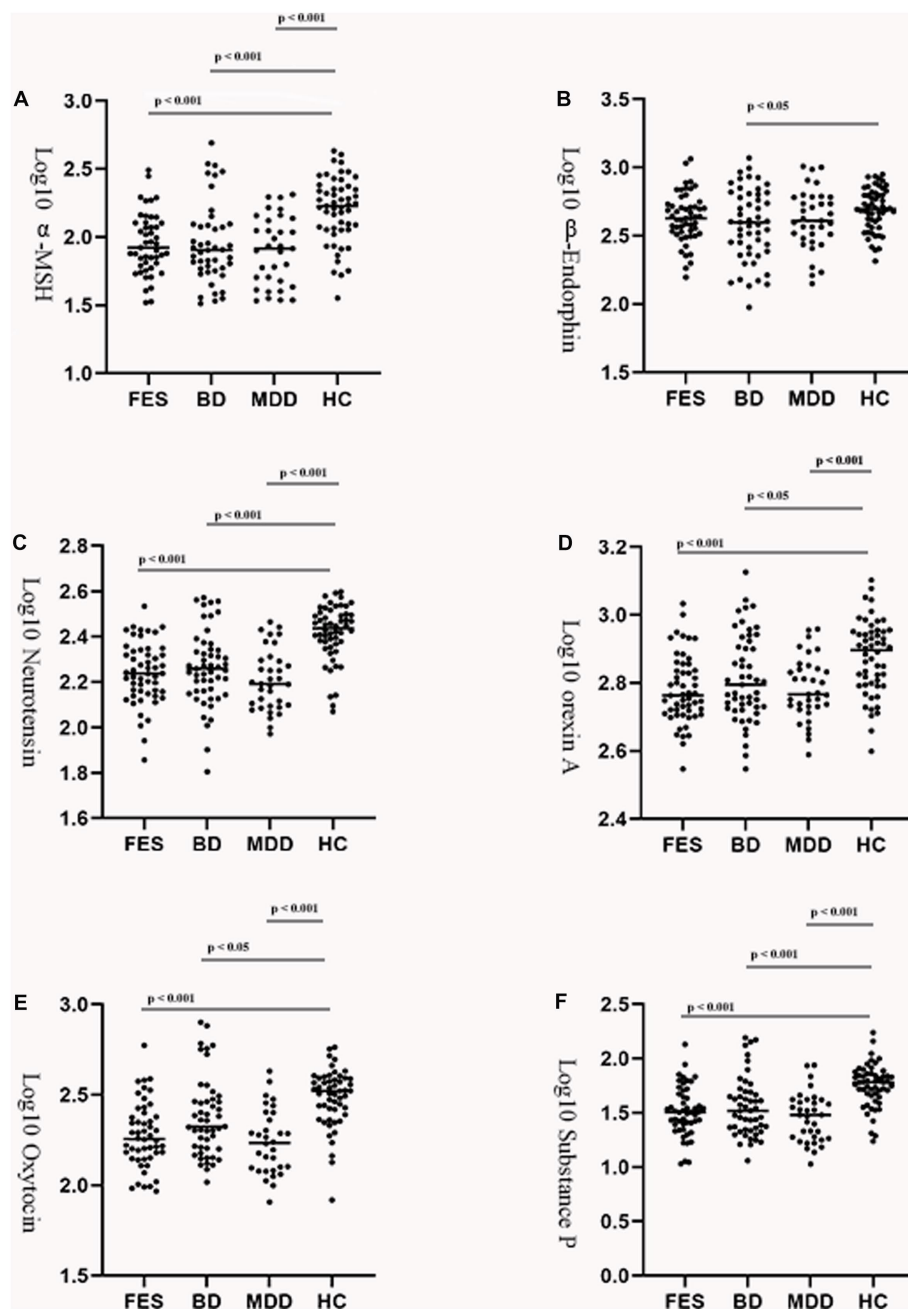 p < 0.001
p < 0.001
A
p < 0.001
3.0
2.5
2.0
1.5
1.0
Log10 α-MSH
FES BD MDD HC
B
p < 0.05
3.5
3.0
2.5
2.0
1.5
Log10 β-Endorphin
FES BD MDD HC
p < 0.001
p < 0.001
C
p < 0.001
2.8
2.6
2.4
2.2
2.0
1.8
1.6
Log10 Neurotensin
FES BD MDD HC
p < 0.001
p < 0.05
D
p < 0.001
3.2
3.0
2.8
2.6
2.4
Log10 orexin A
FES BD MDD HC
p < 0.001
p < 0.05
E
p < 0.001
3.0
2.5
2.0
1.5
Log10 Oxytocin
FES BD MDD HC
p < 0.001
p < 0.001
F
p < 0.001
2.5
2.0
1.5
1.0
0.5
0.0
Log10 Substance P
FES BD MDD HC